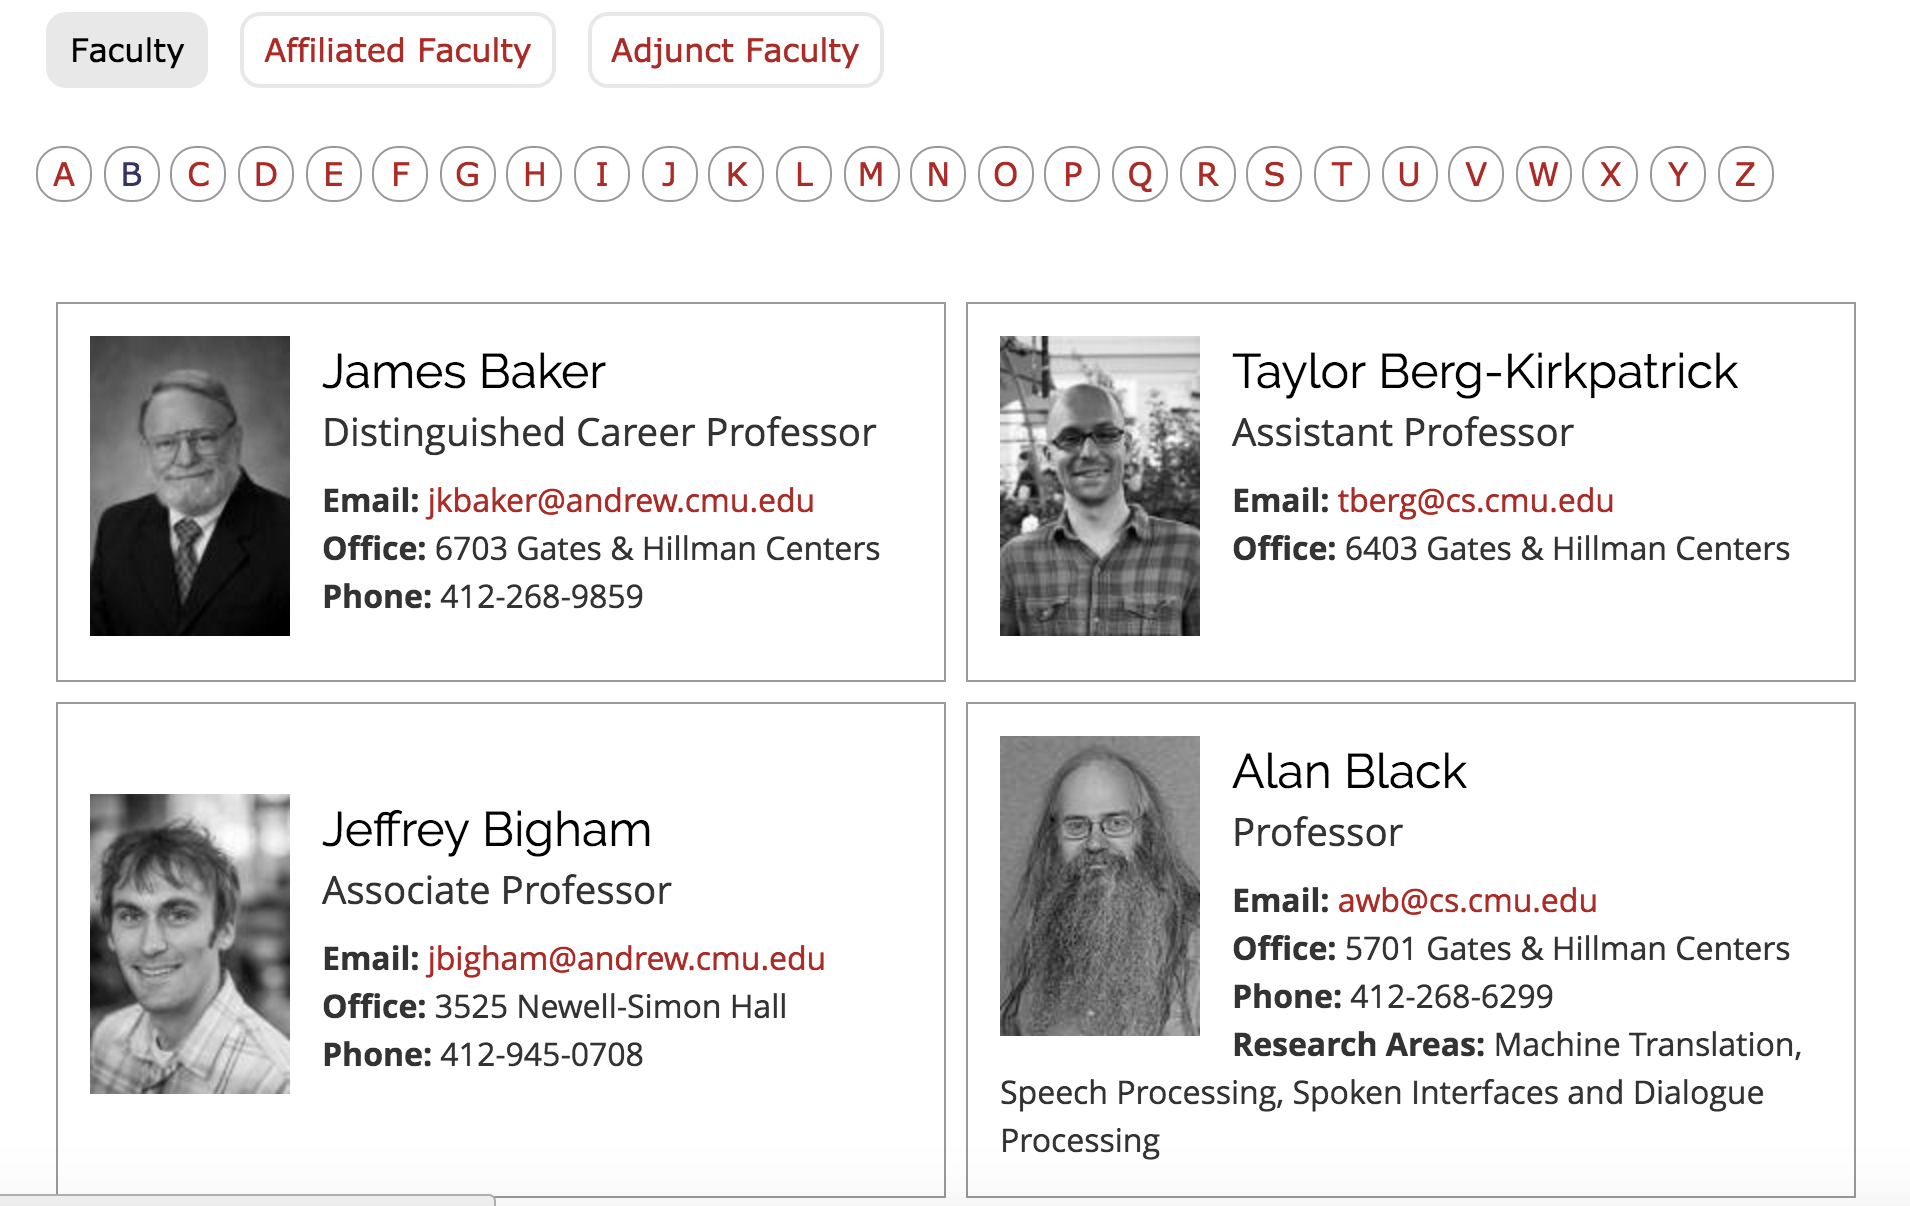 Faculty Affiliated Faculty Adjunct Faculty
A B C D E F G H I J K L M N O P Q R S T U V W X Y Z
James Baker
Distinguished Career Professor
Email: jkbaker@andrew.cmu.edu
Office: 6703 Gates & Hillman Centers
Phone: 412-268-9859
Taylor Berg-Kirkpatrick
Assistant Professor
Email: tberg@cs.cmu.edu
Office: 6403 Gates & Hillman Centers
Jeffrey Bigham
Associate Professor
Email: jbigham@andrew.cmu.edu
Office: 3525 Newell-Simon Hall
Phone: 412-945-0708
Alan Black
Professor
Email: awb@cs.cmu.edu
Office: 5701 Gates & Hillman Centers
Phone: 412-268-6299
Research Areas: Machine Translation,
Speech Processing, Spoken Interfaces and Dialogue
Processing